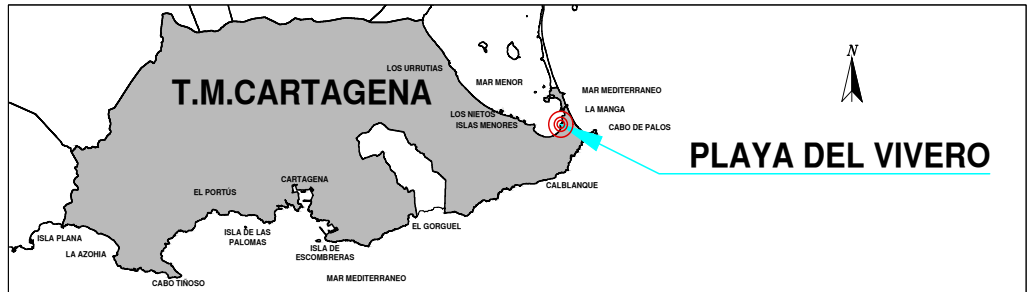 N
LOS URRUTIAS
MAR MENOR
T.M.CARTAGENA
MAR MEDITERRANEO
LA MANGA
LOS NIETOS
ISLAS MENORES
CABO DE PALOS
PLAYA DEL VIVERO
CARTAGENA
CALBLANQUE
EL PORTÚS
EL GORGUEL
ISLA PLANA
ISLA DE LAS
PALOMAS
LA AZOHIA
ISLA DE
ESCOMBRERAS
CABO TIÑOSO
MAR MEDITERRANEO